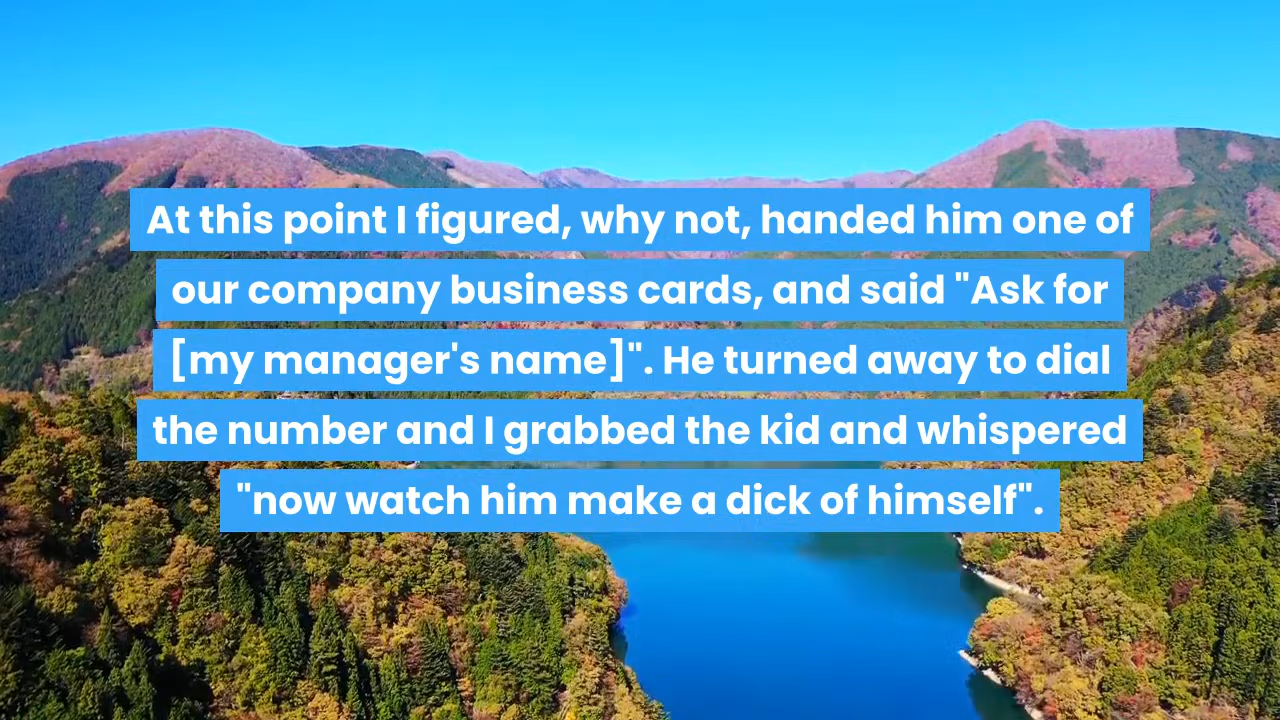 At this point I figured, why not, handed him one of
our company business cards, and said "Ask for
[my manager's name]". He turned away to dial
the number and I grabbed the kid and whispered
"now watch him make a dick of himself".